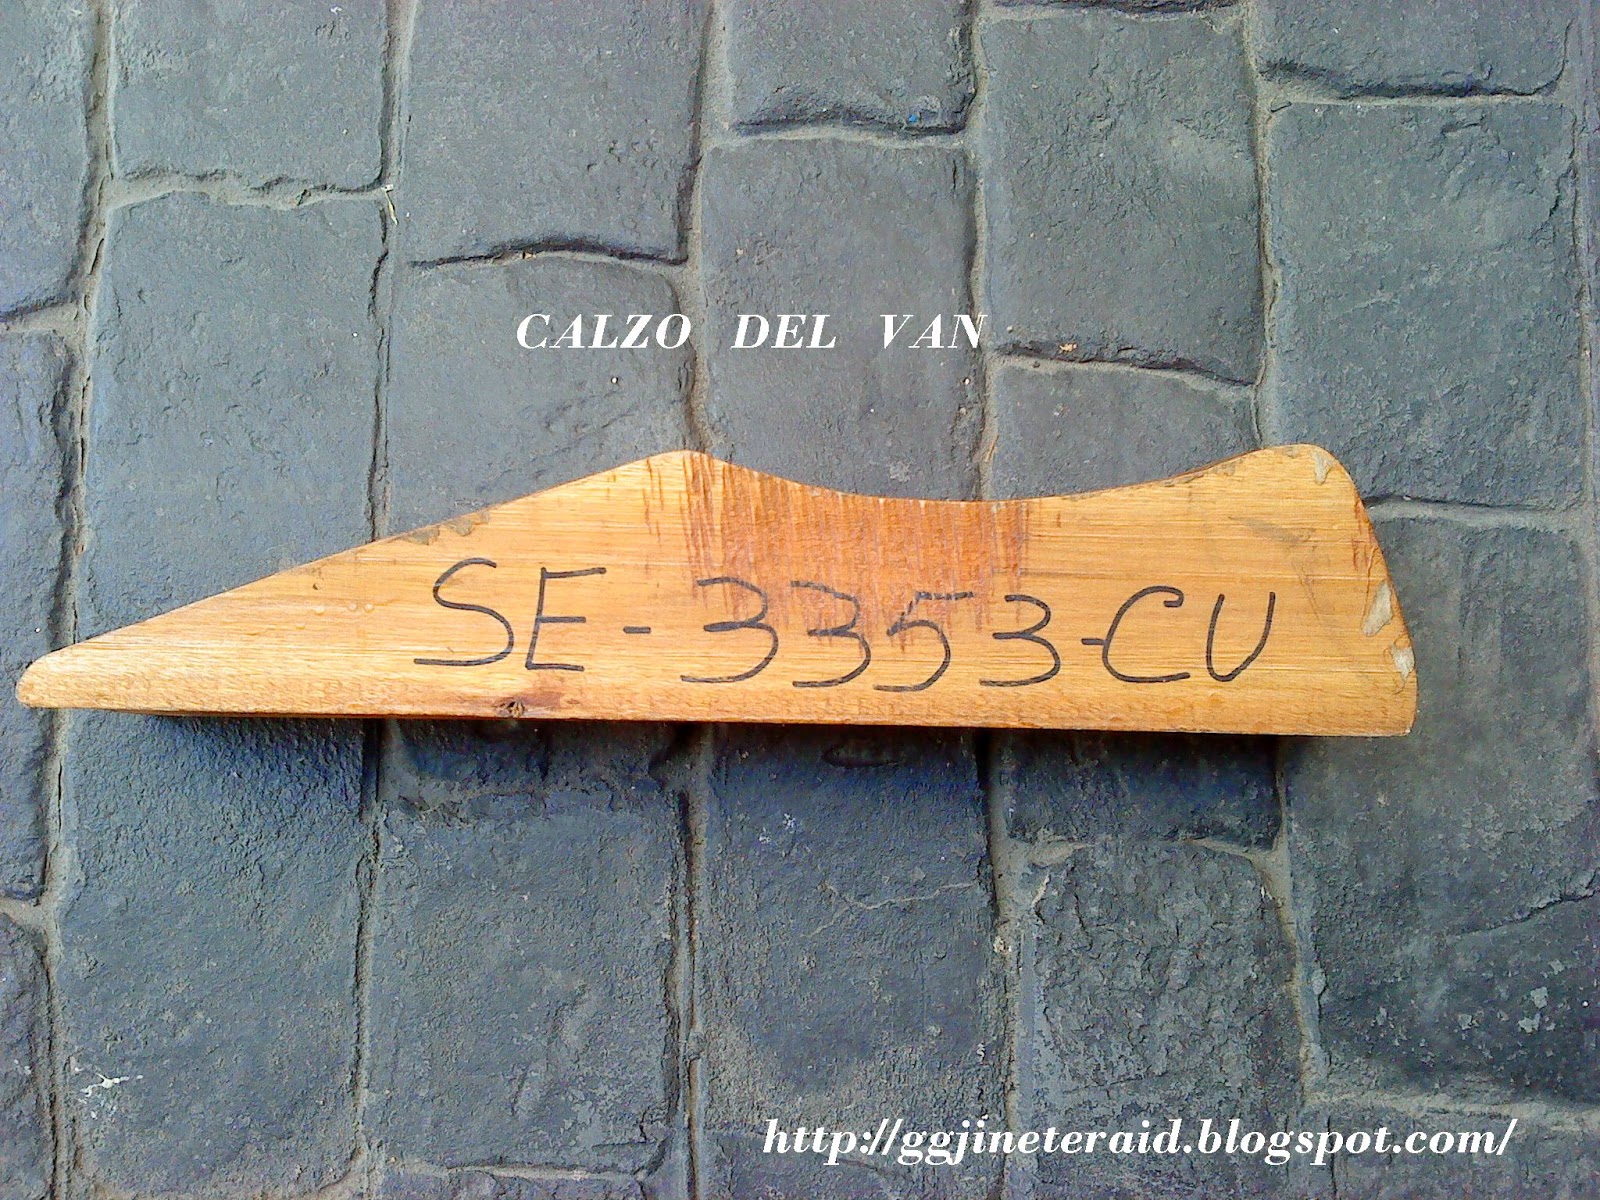 CALZO DEL VAN
SE-3353-CU
http://ggjineteraid.blogspot.com/